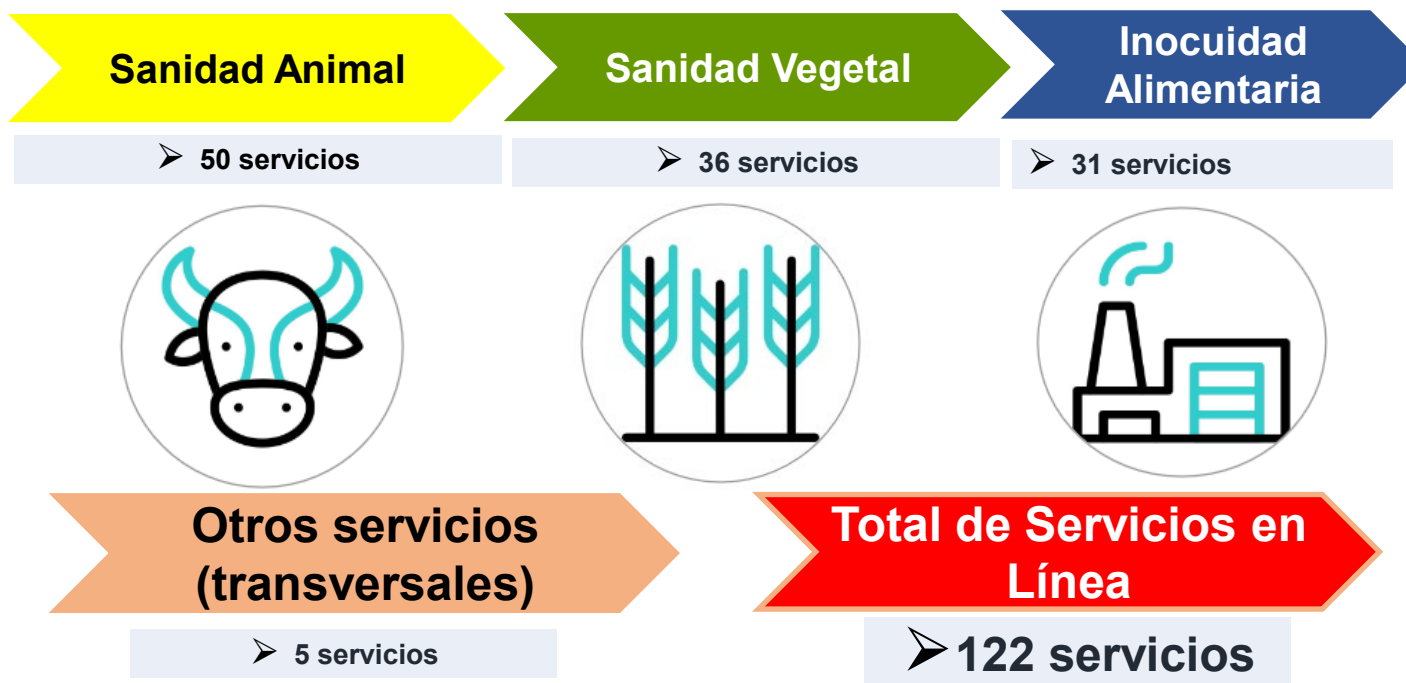 Sanidad Animal
Sanidad Vegetal
Inocuidad
Alimentaria
➢ 50 servicios
➢ 36 servicios
➢ 31 servicios
Otros servicios
(transversales)
Total de Servicios en
Línea
➢ 5 servicios
➢ 122 servicios